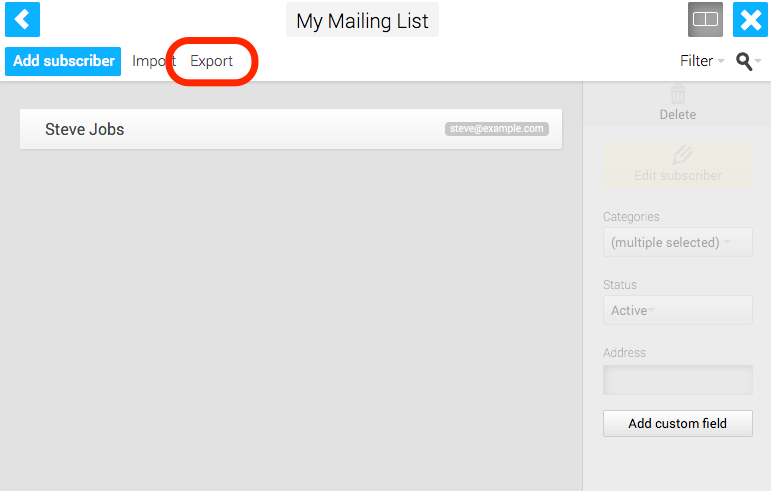 My Mailing List
Add subscriber Import Export Filter
Steve Jobs steve@example.com
Delete
Edit subscriber
Categories
(multiple selected)
Status
Active
Address
Add custom field